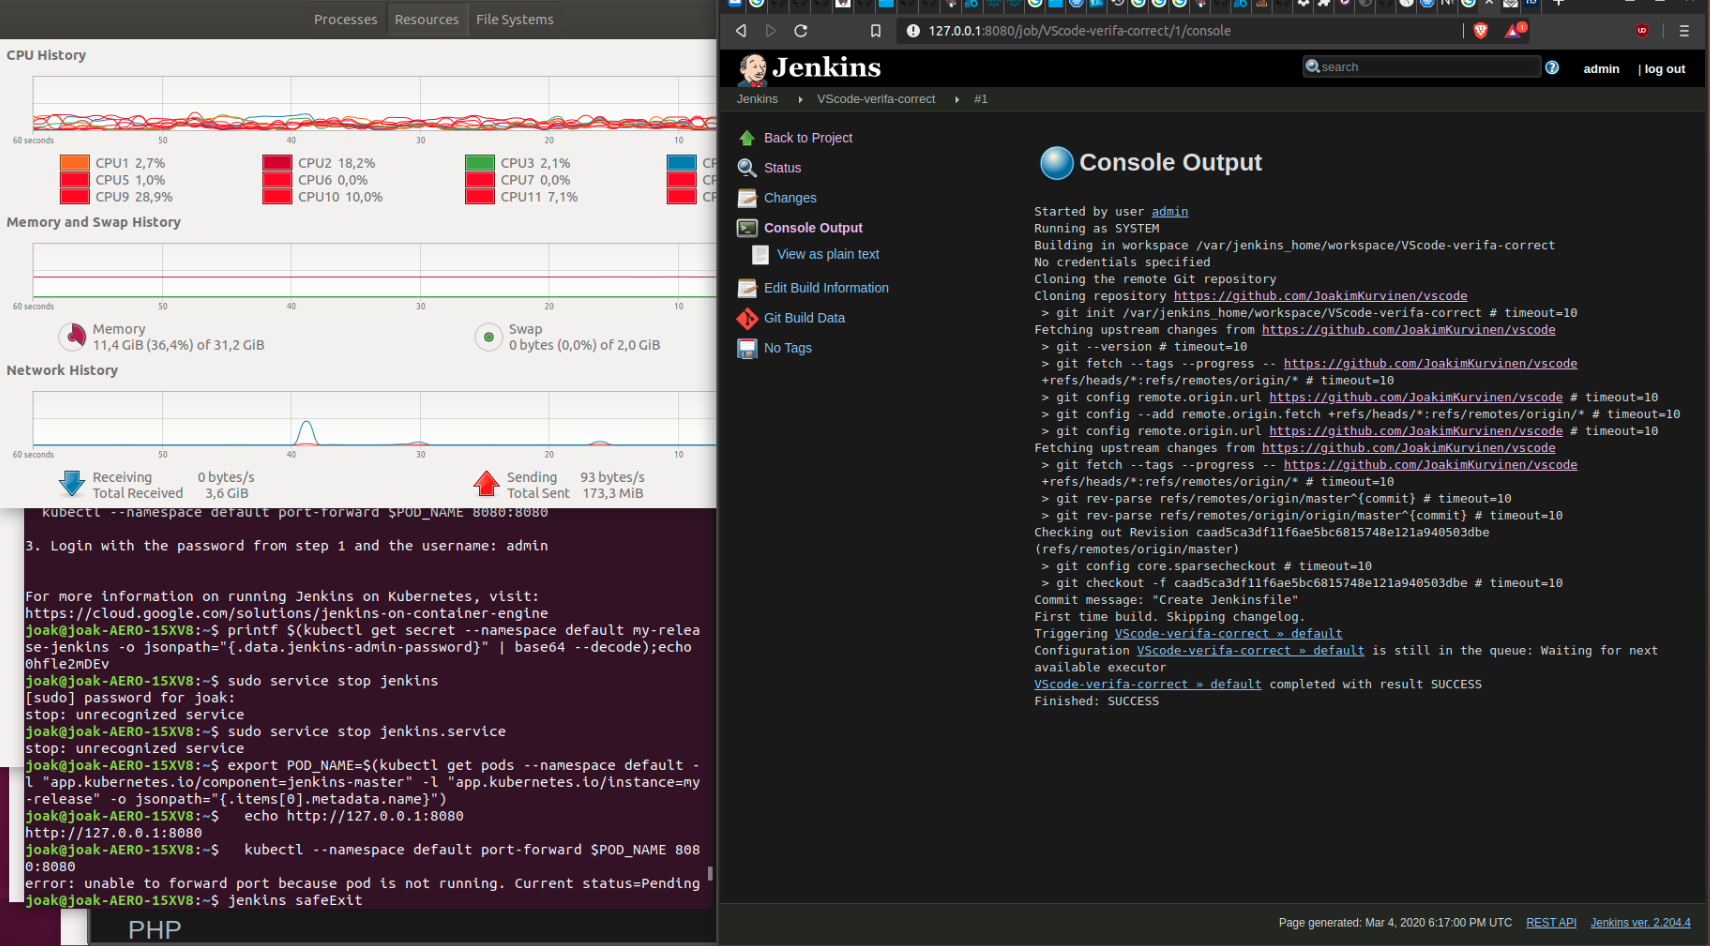 Processes Resources File Systems
CPU History
60 seconds 50 40 30 20 10
CPU1 2,7% CPU2 18,2% CPU3 2,1%
CPU5 1,0% CPU6 0,0% CPU7 0,0%
CPU9 28,9% CPU10 10,0% CPU11 7,1%
Memory and Swap History
60 seconds 50 40 30 20 10
Memory
11,4 GiB (36,4%) of 31,2 GiB
Swap
0 bytes (0,0%) of 2,0 GiB
Network History
60 seconds 50 40 30 20 10
Receiving 0 bytes/s
Total Received 3,6 GiB
Sending 93 bytes/s
Total Sent 173,3 MiB
kubectl --namespace default port-forward $POD_NAME 8080:8080
3. Login with the password from step 1 and the username: admin
For more information on running Jenkins on Kubernetes, visit:
https://cloud.google.com/solutions/jenkins-on-container-engine
joak@joak-AERO-15XV8:~$ printf $(kubectl get secret --namespace default my-relea
se-jenkins -o jsonpath="{.data.jenkins-admin-password}" | base64 --decode);echo
0hfle2mDEv
joak@joak-AERO-15XV8:~$ sudo service stop jenkins
[sudo] password for joak:
stop: unrecognized service
joak@joak-AERO-15XV8:~$ sudo service stop jenkins.service
stop: unrecognized service
joak@joak-AERO-15XV8:~$ export POD_NAME=$(kubectl get pods --namespace default -
l "app.kubernetes.io/component=jenkins-master" -l "app.kubernetes.io/instance=my
-release" -o jsonpath="{.items[0].metadata.name}")
joak@joak-AERO-15XV8:~$ echo http://127.0.0.1:8080
http://127.0.0.1:8080
joak@joak-AERO-15XV8:~$ kubectl --namespace default port-forward $POD_NAME 808
0:8080
error: unable to forward port because pod is not running. Current status=Pending
joak@joak-AERO-15XV8:~$ jenkins safeExit
PHP
127.0.0.1:8080/job/VScode-verifa-correct/1/console
Jenkins
search
admin | log out
Jenkins VScode-verifa-correct #1
Back to Project
Status
Changes
Console Output
View as plain text
Edit Build Information
Git Build Data
No Tags
Console Output
Started by user admin
Running as SYSTEM
Building in workspace /var/jenkins_home/workspace/VScode-verifa-correct
No credentials specified
Cloning the remote Git repository
Cloning repository https://github.com/JoakimKurvinen/vscode
> git init /var/jenkins_home/workspace/VScode-verifa-correct # timeout=10
Fetching upstream changes from https://github.com/JoakimKurvinen/vscode
> git --version # timeout=10
> git fetch --tags --progress -- https://github.com/JoakimKurvinen/vscode
+refs/heads/*:refs/remotes/origin/* # timeout=10
> git config remote.origin.url https://github.com/JoakimKurvinen/vscode # timeout=10
> git config --add remote.origin.fetch +refs/heads/*:refs/remotes/origin/* # timeout=10
> git config remote.origin.url https://github.com/JoakimKurvinen/vscode # timeout=10
Fetching upstream changes from https://github.com/JoakimKurvinen/vscode
> git fetch --tags --progress -- https://github.com/JoakimKurvinen/vscode
+refs/heads/*:refs/remotes/origin/* # timeout=10
> git rev-parse refs/remotes/origin/master^{commit} # timeout=10
> git rev-parse refs/remotes/origin/origin/master^{commit} # timeout=10
Checking out Revision caad5ca3df11f6ae5bc6815748e121a940503dbe
(refs/remotes/origin/master)
> git config core.sparsecheckout # timeout=10
> git checkout -f caad5ca3df11f6ae5bc6815748e121a940503dbe # timeout=10
Commit message: "Create Jenkinsfile"
First time build. Skipping changelog.
Triggering VScode-verifa-correct » default
Configuration VScode-verifa-correct » default is still in the queue: Waiting for next
available executor
VScode-verifa-correct » default completed with result SUCCESS
Finished: SUCCESS
Page generated: Mar 4, 2020 6:17:00 PM UTC REST API Jenkins ver. 2.204.4